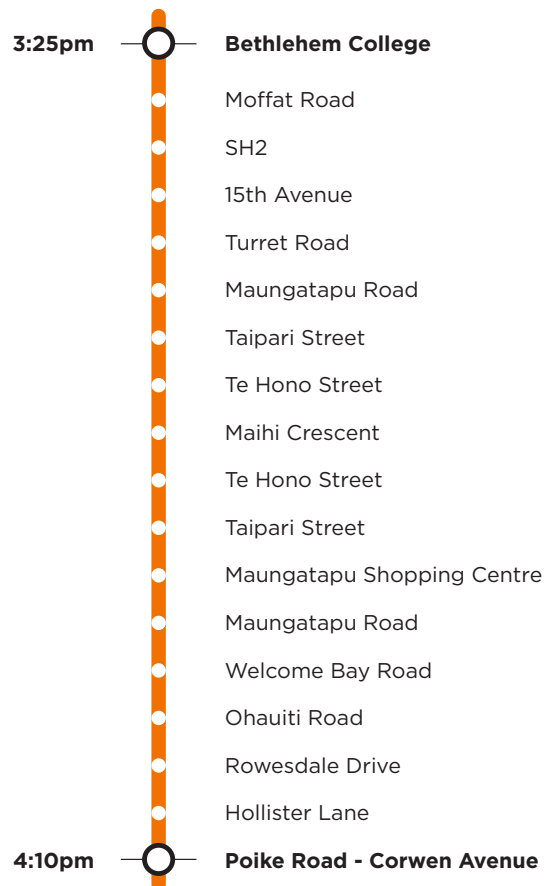 3:25pm Bethlehem College
Moffat Road
SH2
15th Avenue
Turret Road
Maungatapu Road
Taipari Street
Te Hono Street
Maihi Crescent
Te Hono Street
Taipari Street
Maungatapu Shopping Centre
Maungatapu Road
Welcome Bay Road
Ohauiti Road
Rowesdale Drive
Hollister Lane
4:10pm Poike Road - Corwen Avenue